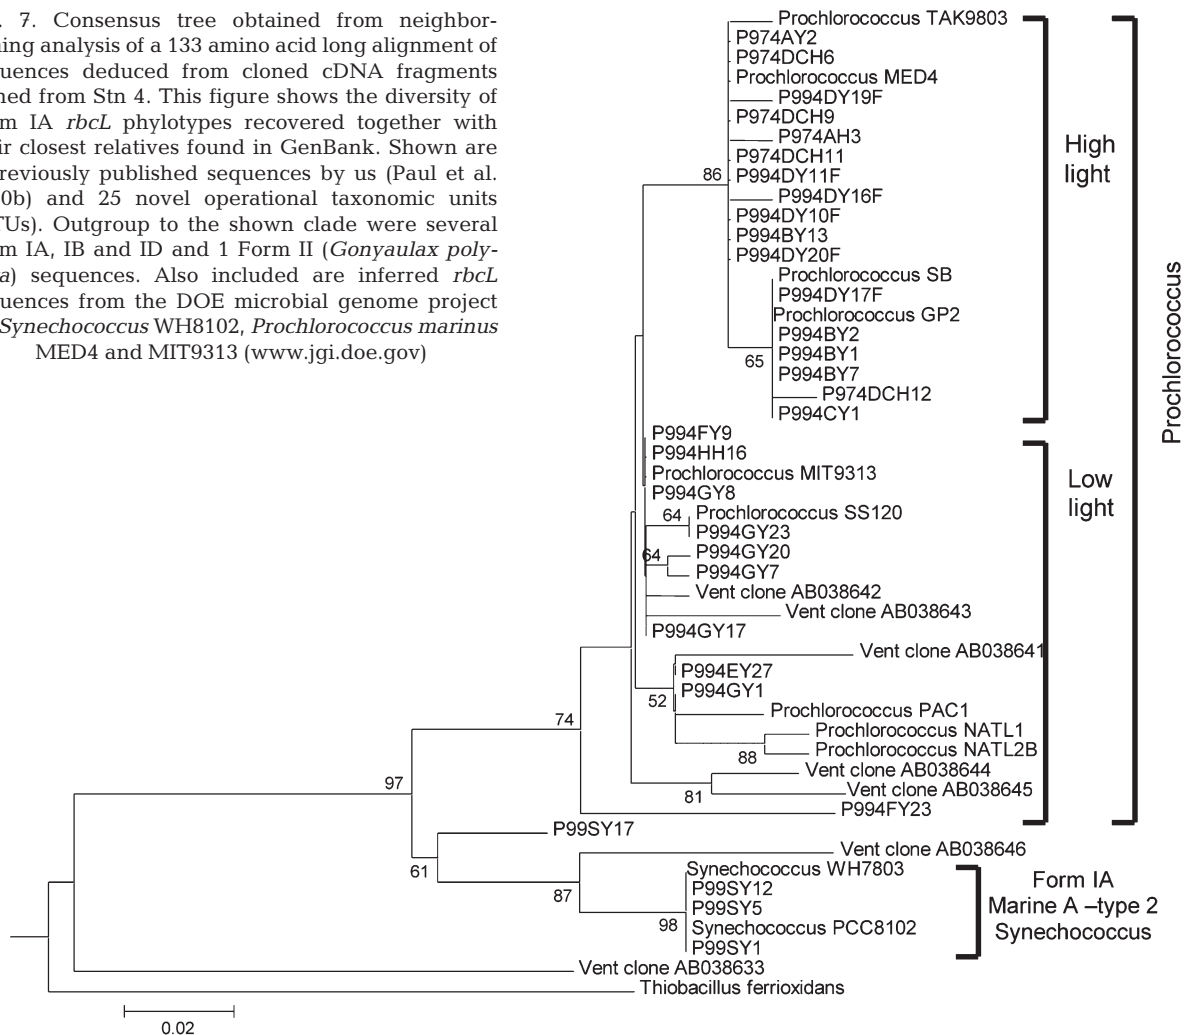 . 7. Consensus tree obtained from neighbor-
ing analysis of a 133 amino acid long alignment of
uences deduced from cloned cDNA fragments
ned from Stn 4. This figure shows the diversity of
m IA rbcL phylotypes recovered together with
ir closest relatives found in GenBank. Shown are
reviously published sequences by us (Paul et al.
0b) and 25 novel operational taxonomic units
TUs). Outgroup to the shown clade were several
m IA, IB and ID and 1 Form II (Gonyaulax poly-
a) sequences. Also included are inferred rbcL
uences from the DOE microbial genome project
Synechococcus WH8102, Prochlorococcus marinus
MED4 and MIT9313 (www.jgi.doe.gov)
Prochlorococcus TAK9803
P974AY2
P974DCH6
Prochlorococcus MED4
P994DY19F
P974DCH9
P974AH3
P974DCH11
P994DY11F
86
P994DY16F
P994DY10F
P994BY13
P994DY20F
Prochlorococcus SB
P994DY17F
Prochlorococcus GP2
P994BY2
P994BY1
65
P994BY7
P974DCH12
P994CY1
High
light
P994FY9
P994HH16
Prochlorococcus MIT9313
P994GY8
64
Prochlorococcus SS120
P994GY23
64
P994GY20
P994GY7
Vent clone AB038642
Vent clone AB038643
P994GY17
Vent clone AB038641
P994EY27
P994GY1
52
Prochlorococcus PAC1
Prochlorococcus NATL1
Prochlorococcus NATL2B
88
Vent clone AB038644
Vent clone AB038645
81
P994FY23
Low
light
Prochlorococcus
74
97
P99SY17
61
Vent clone AB038646
87
Synechococcus WH7803
P99SY12
P99SY5
98
Synechococcus PCC8102
P99SY1
Form IA
Marine A –type 2
Synechococcus
Vent clone AB038633
Thiobacillus ferrioxidans
0.02